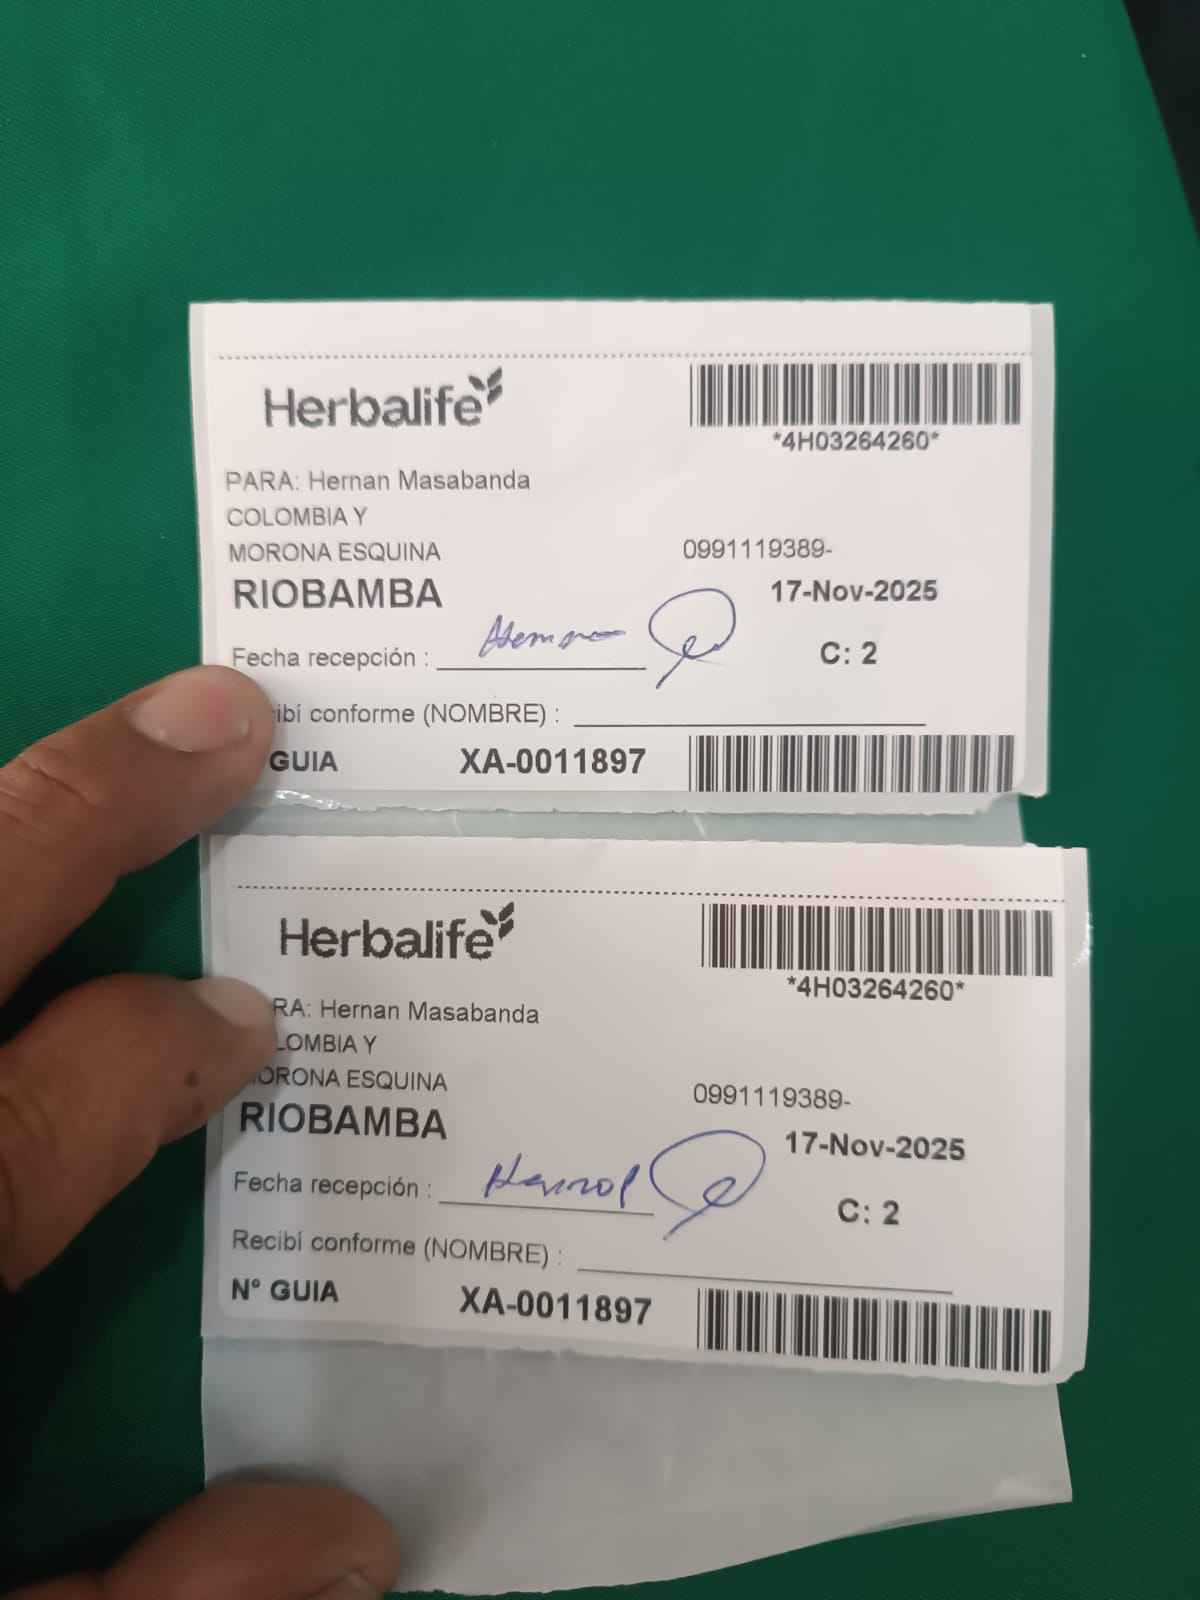 Herbalife
*4H03264260*
PARA: Hernan Masabanda
COLOMBIA Y
MORONA ESQUINA
0991119389-
RIOBAMBA
17-Nov-2025
Fecha recepción :
C: 2
ibí conforme (NOMBRE) :
GUIA XA-0011897
Herbalife
*4H03264260*
RA: Hernan Masabanda
LOMBIA Y
ORONA ESQUINA
0991119389-
RIOBAMBA
17-Nov-2025
Fecha recepción :
C: 2
Recibí conforme (NOMBRE) :
N° GUIA XA-0011897